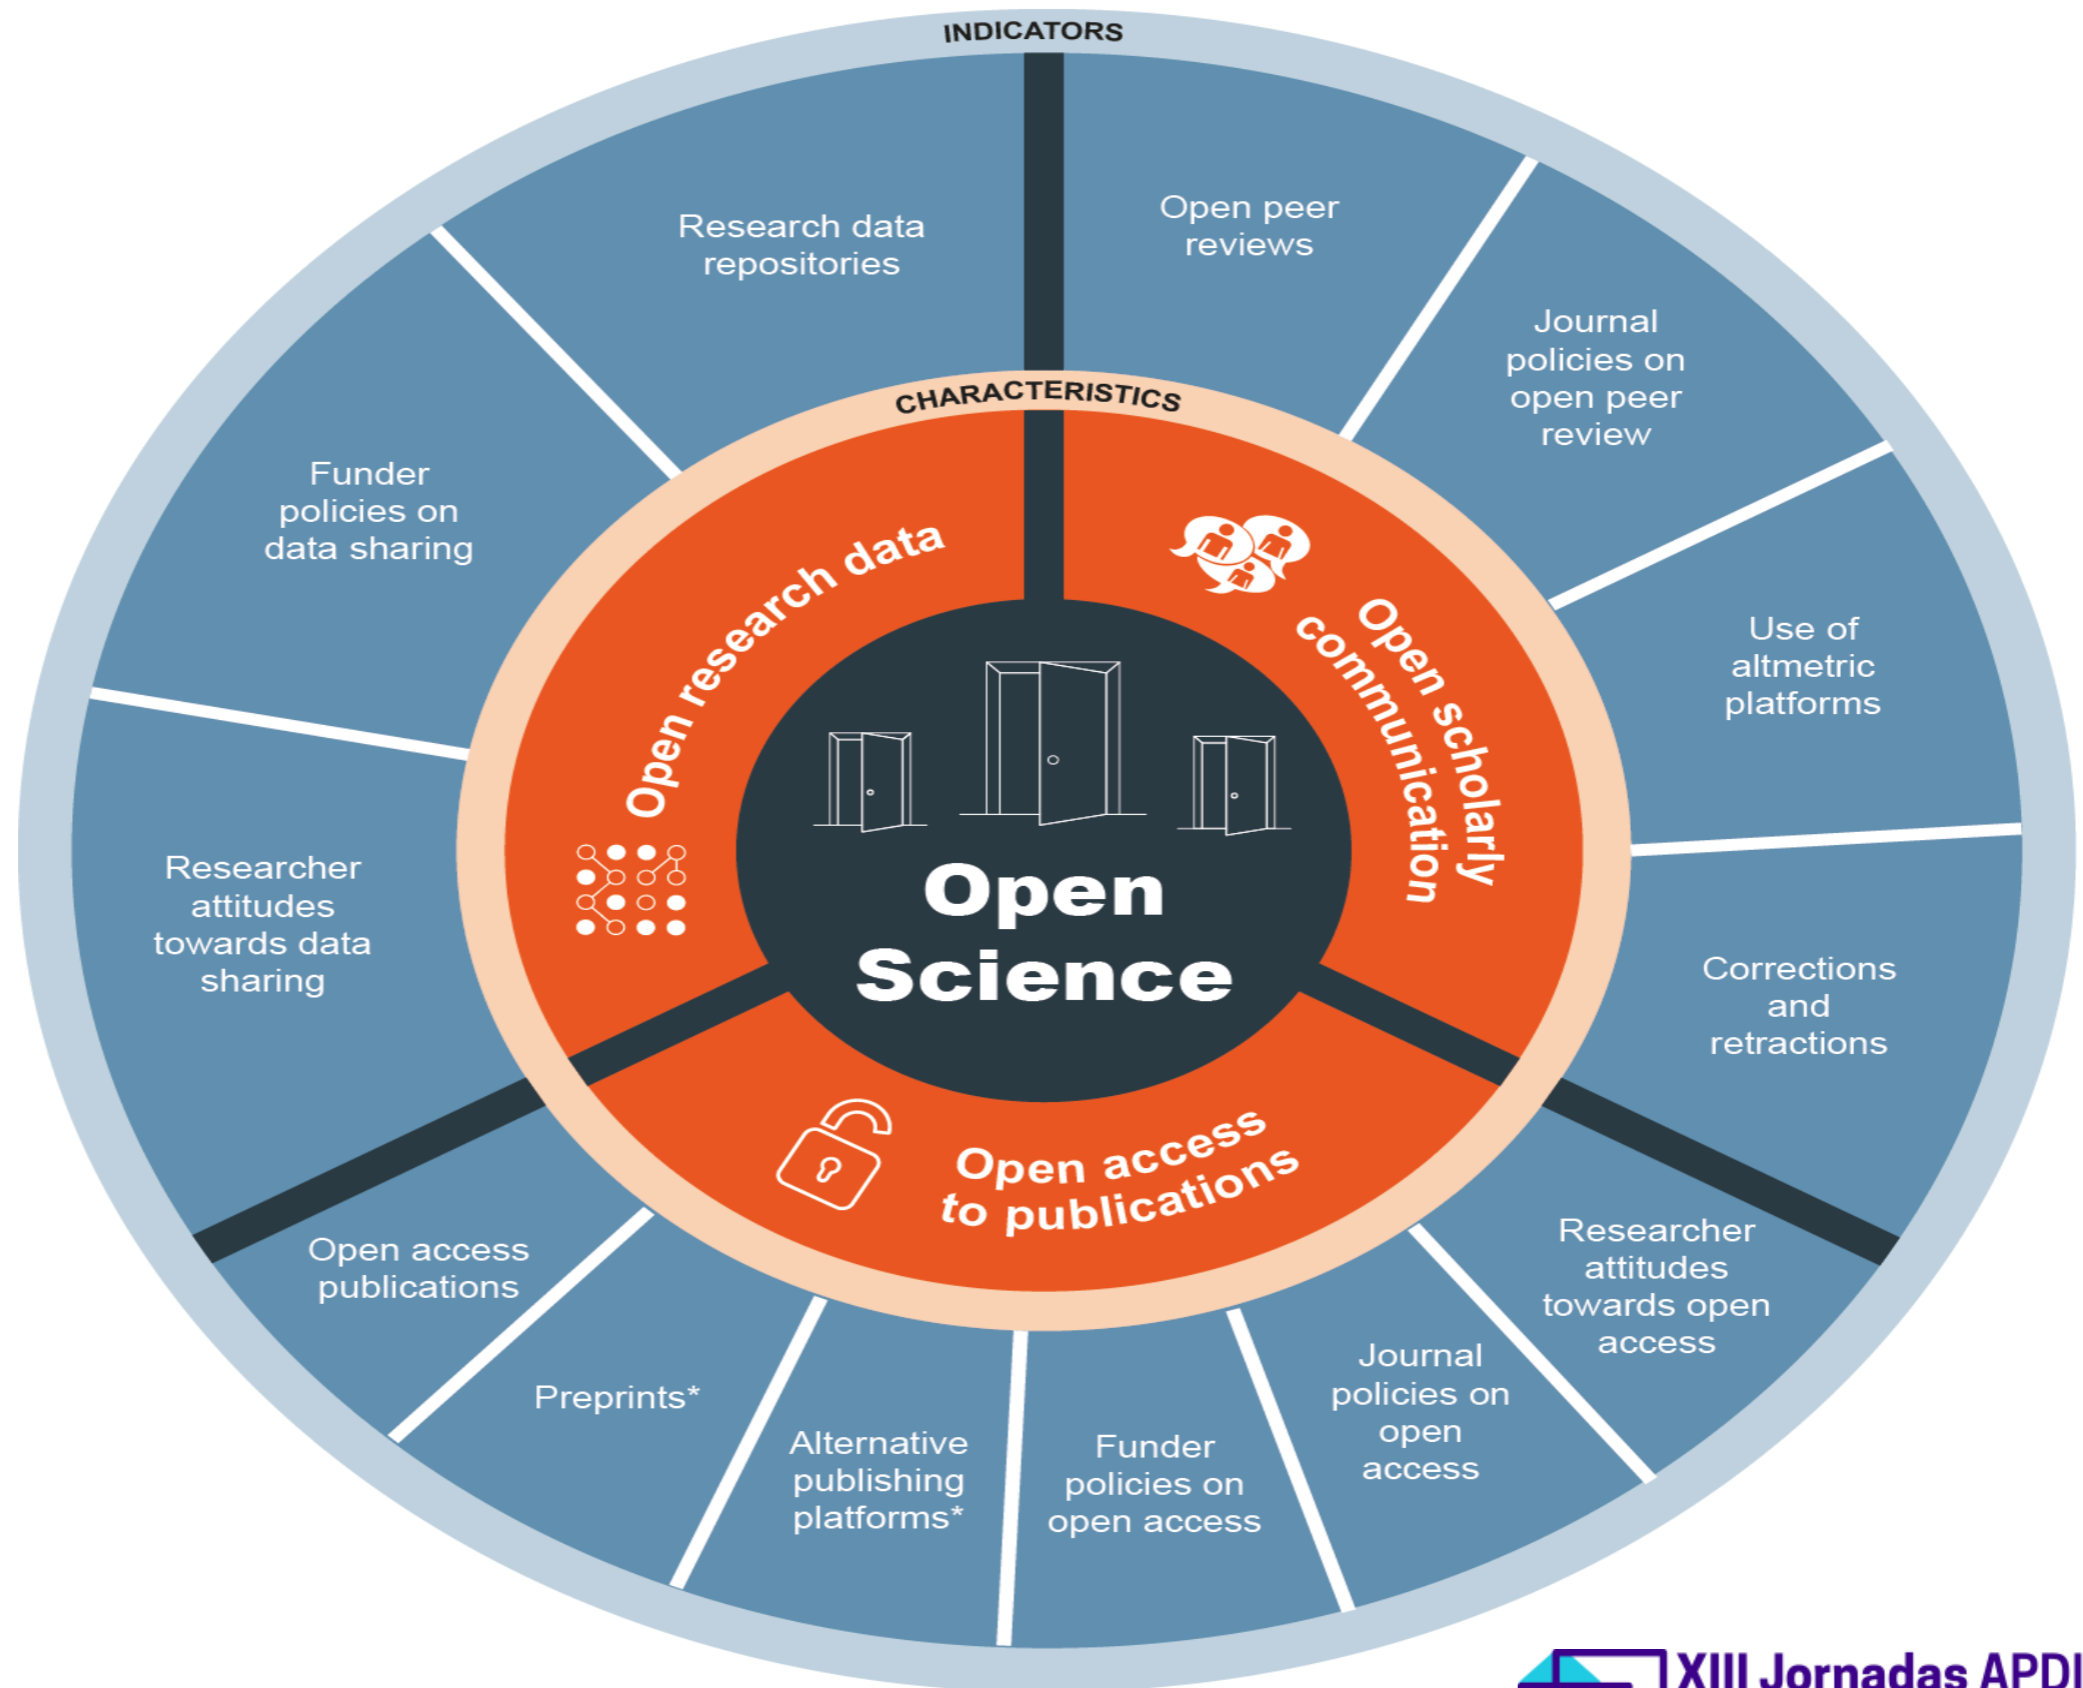 INDICATORS
Research data
repositories
Open peer
reviews
Journal
policies on
open peer
review
Funder
policies on
data sharing
CHARACTERISTICS
Use of
altmetric
platforms
Open research data
Open scholarly
communication
Researcher
attitudes
towards data
sharing
Open
Science
Corrections
and
retractions
Open access
to publications
Open access
publications
Preprints*
Alternative
publishing
platforms*
Funder
policies on
open access
Journal
policies on
open
access
Researcher
attitudes
towards open
access
XIII Jornadas APDI